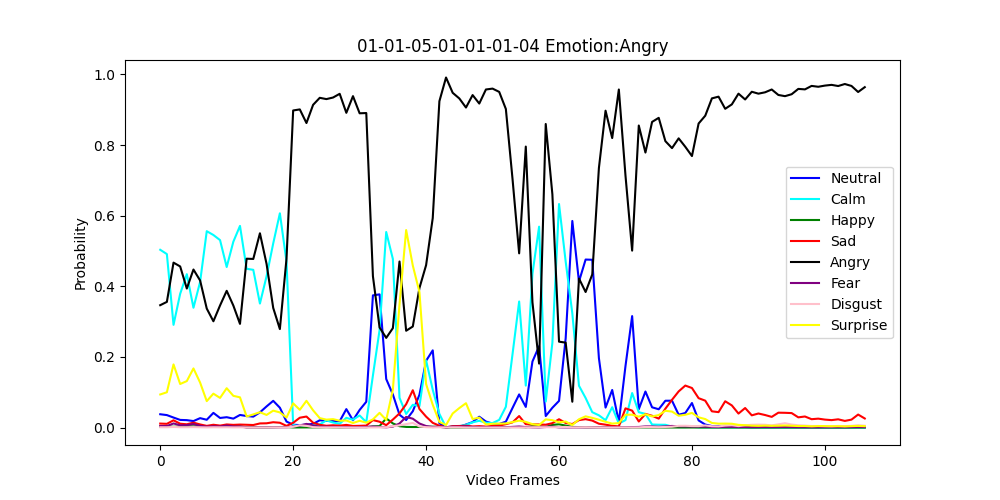 01-01-05-01-01-01-04 Emotion:Angry
Probability
1.0
0.8
0.6
0.4
0.2
0.0
0 20 40 60 80 100
Video Frames
Neutral
Calm
Happy
Sad
Angry
Fear
Disgust
Surprise